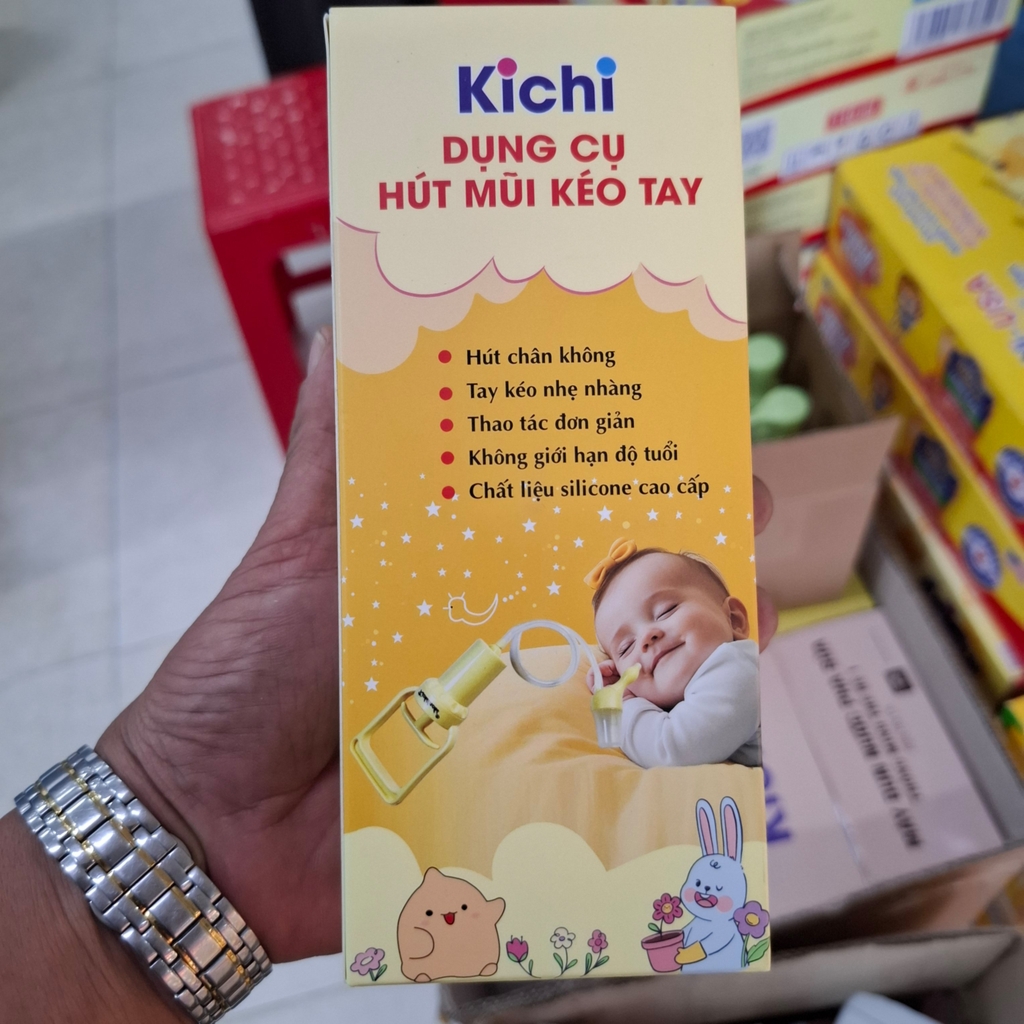 Kichi
DỤNG CỤ
HÚT MŨI KÉO TAY
Hút chân không
Tay kéo nhẹ nhàng
Thao tác đơn giản
Không giới hạn độ tuổi
Chất liệu silicone cao cấp
USA